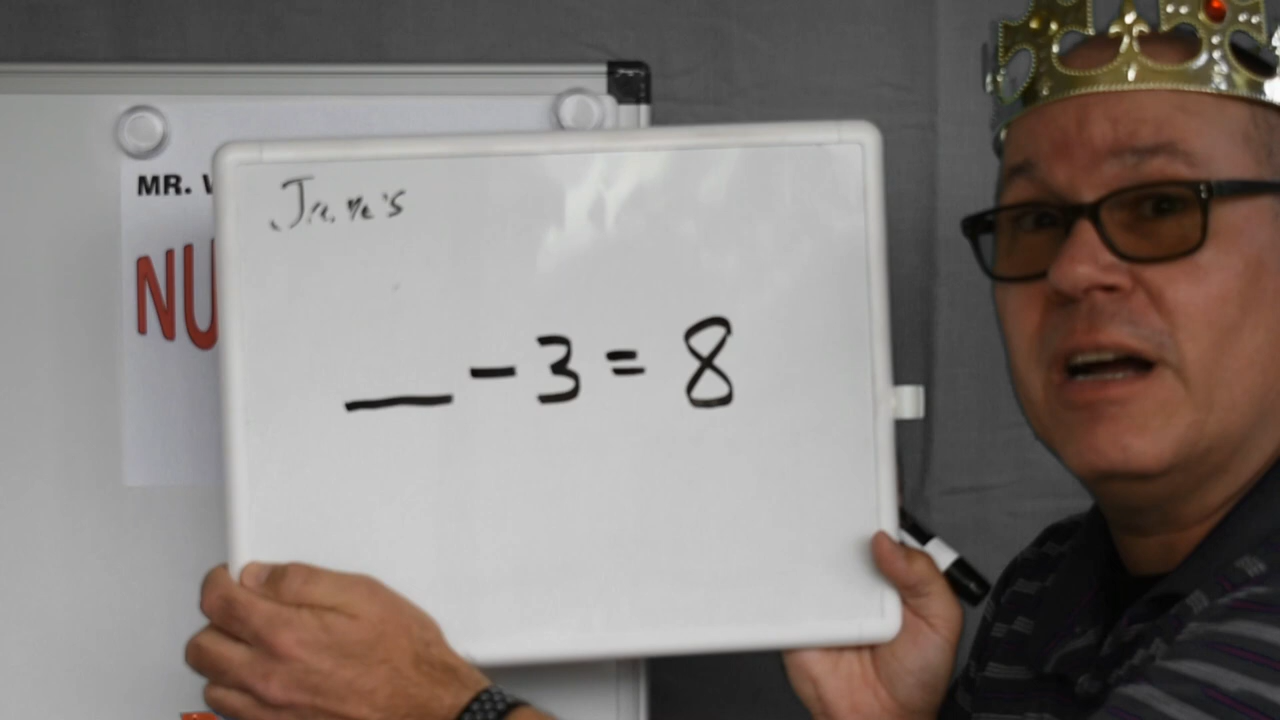 MR.
NU
__ - 3 = 8